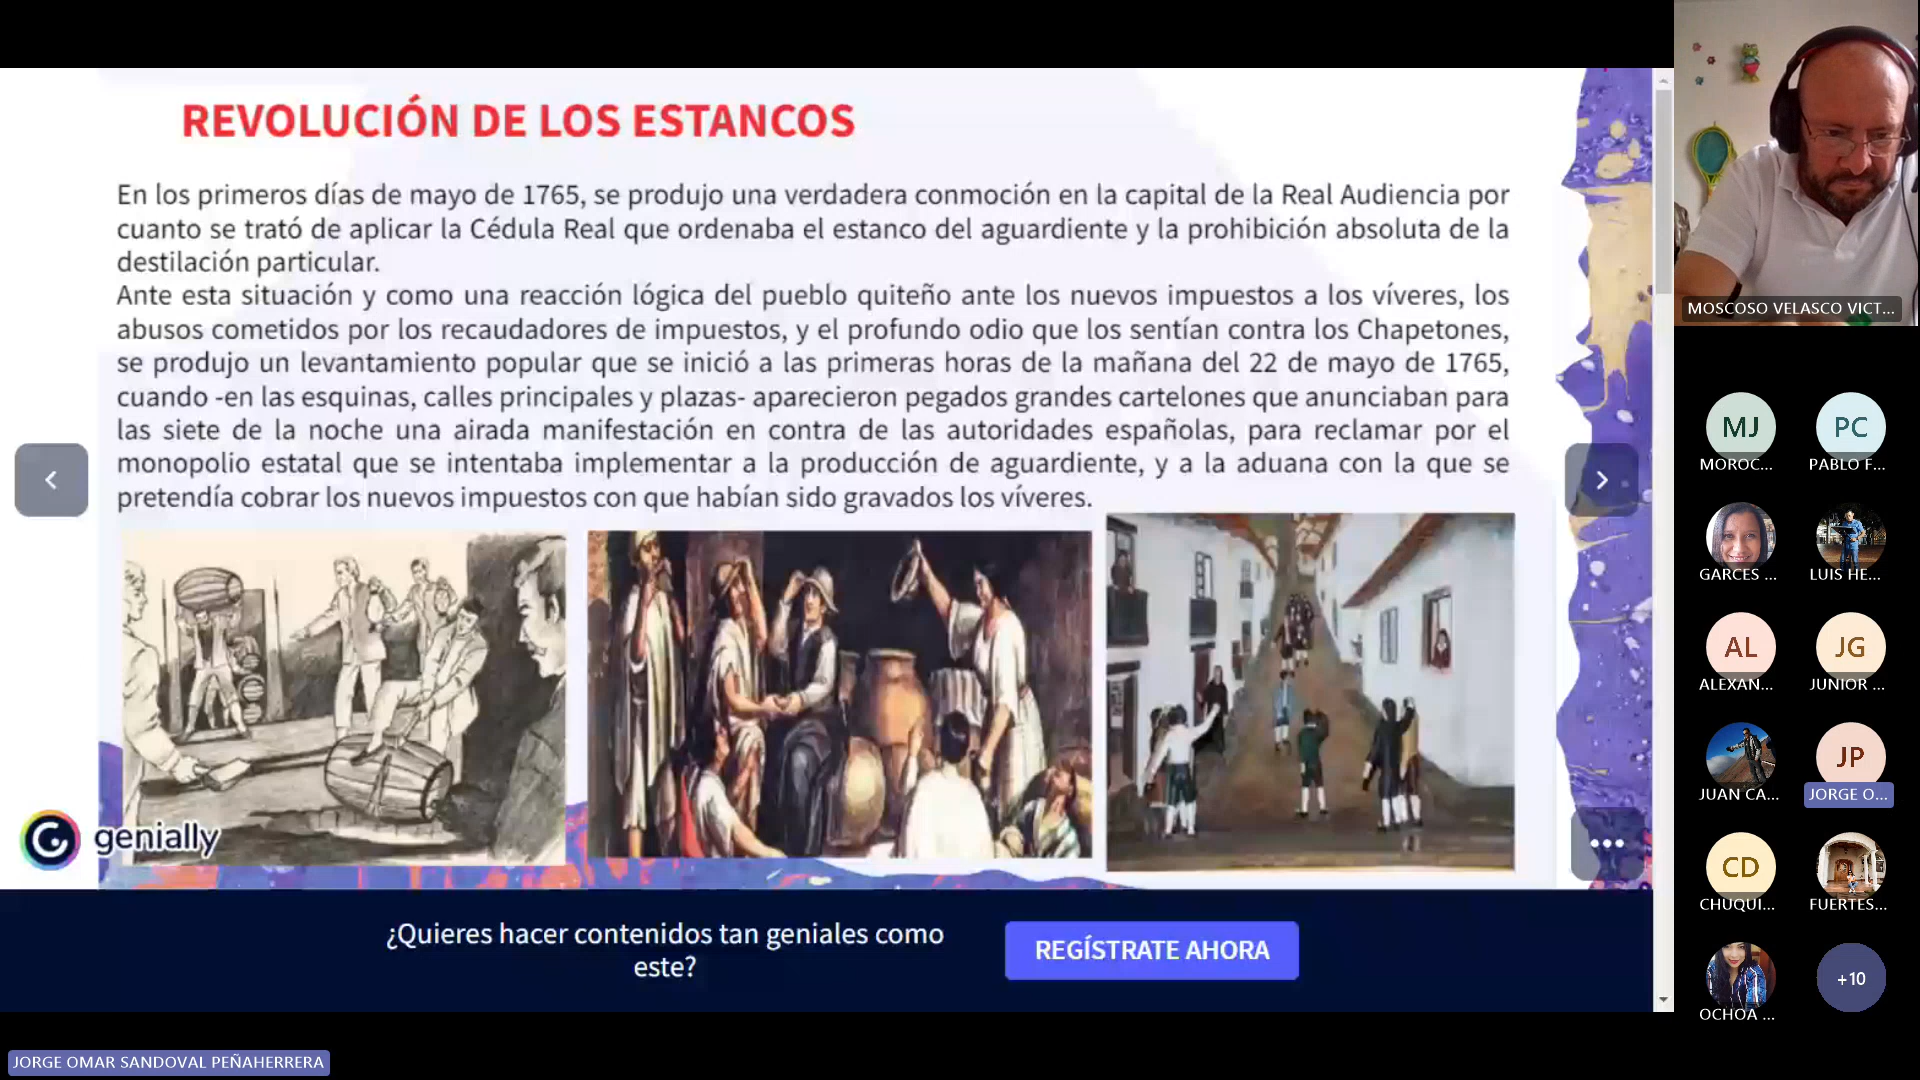 REVOLUCIÓN DE LOS ESTANCOS
En los primeros días de mayo de 1765, se produjo una verdadera conmoción en la capital de la Real Audiencia por
cuanto se trató de aplicar la Cédula Real que ordenaba el estanco del aguardiente y la prohibición absoluta de la
destilación particular.
Ante esta situación y como una reacción lógica del pueblo quiteño ante los nuevos impuestos a los víveres, los
abusos cometidos por los recaudadores de impuestos, y el profundo odio que los sentían contra los Chapetones,
se produjo un levantamiento popular que se inició a las primeras horas de la mañana del 22 de mayo de 1765,
cuando -en las esquinas, calles principales y plazas- aparecieron pegados grandes cartelones que anunciaban para
las siete de la noche una airada manifestación en contra de las autoridades españolas, para reclamar por el
monopolio estatal que se intentaba implementar a la producción de aguardiente, y a la aduana con la que se
pretendía cobrar los nuevos impuestos con que habían sido gravados los víveres.
genially
¿Quieres hacer contenidos tan geniales como
este?
REGÍSTRATE AHORA
JORGE OMAR SANDOVAL PEÑAHERRERA
MOSCOSO VELASCO VICT...
MJ
MOROC...
PC
PABLO F...
GARCES ...
LUIS HE...
AL
ALEXAN...
JG
JUNIOR ...
JUAN CA...
JP
JORGE O...
CD
CHUQUI...
FUERTES...
OCHOA ...
+10